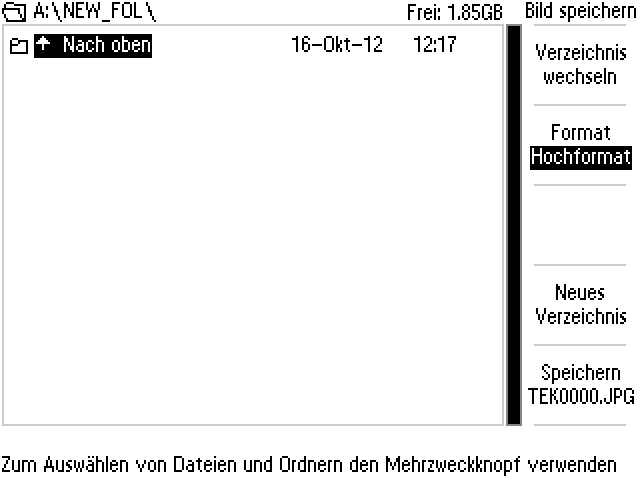 A:\NEW_FOL\ Frei: 1.85GB Bild speichern
Nach oben 16-Okt-12 12:17
Verzeichnis
wechseln
Format
Hochformat
Neues
Verzeichnis
Speichern
TEK0000.JPG
Zum Auswählen von Dateien und Ordnern den Mehrzweckknopf verwenden